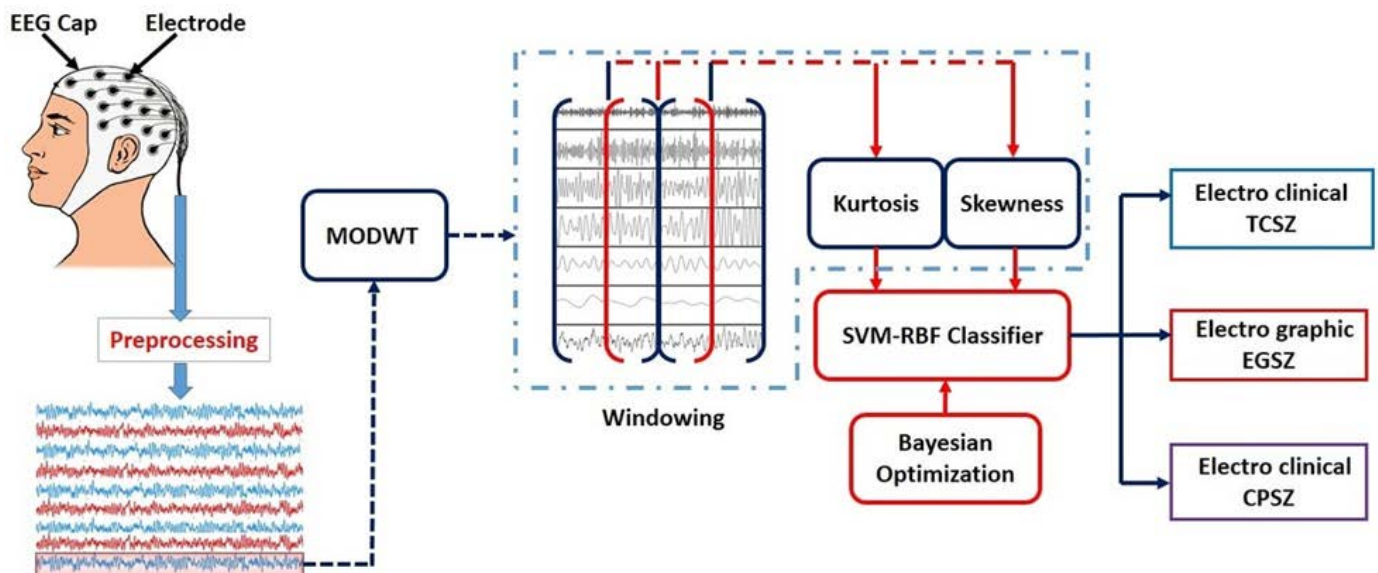 EEG Cap
Electrode
Preprocessing
MODWT
Windowing
Kurtosis
Skewness
SVM-RBF Classifier
Bayesian
Optimization
Electro clinical
TCSZ
Electro graphic
EGSZ
Electro clinical
CPSZ